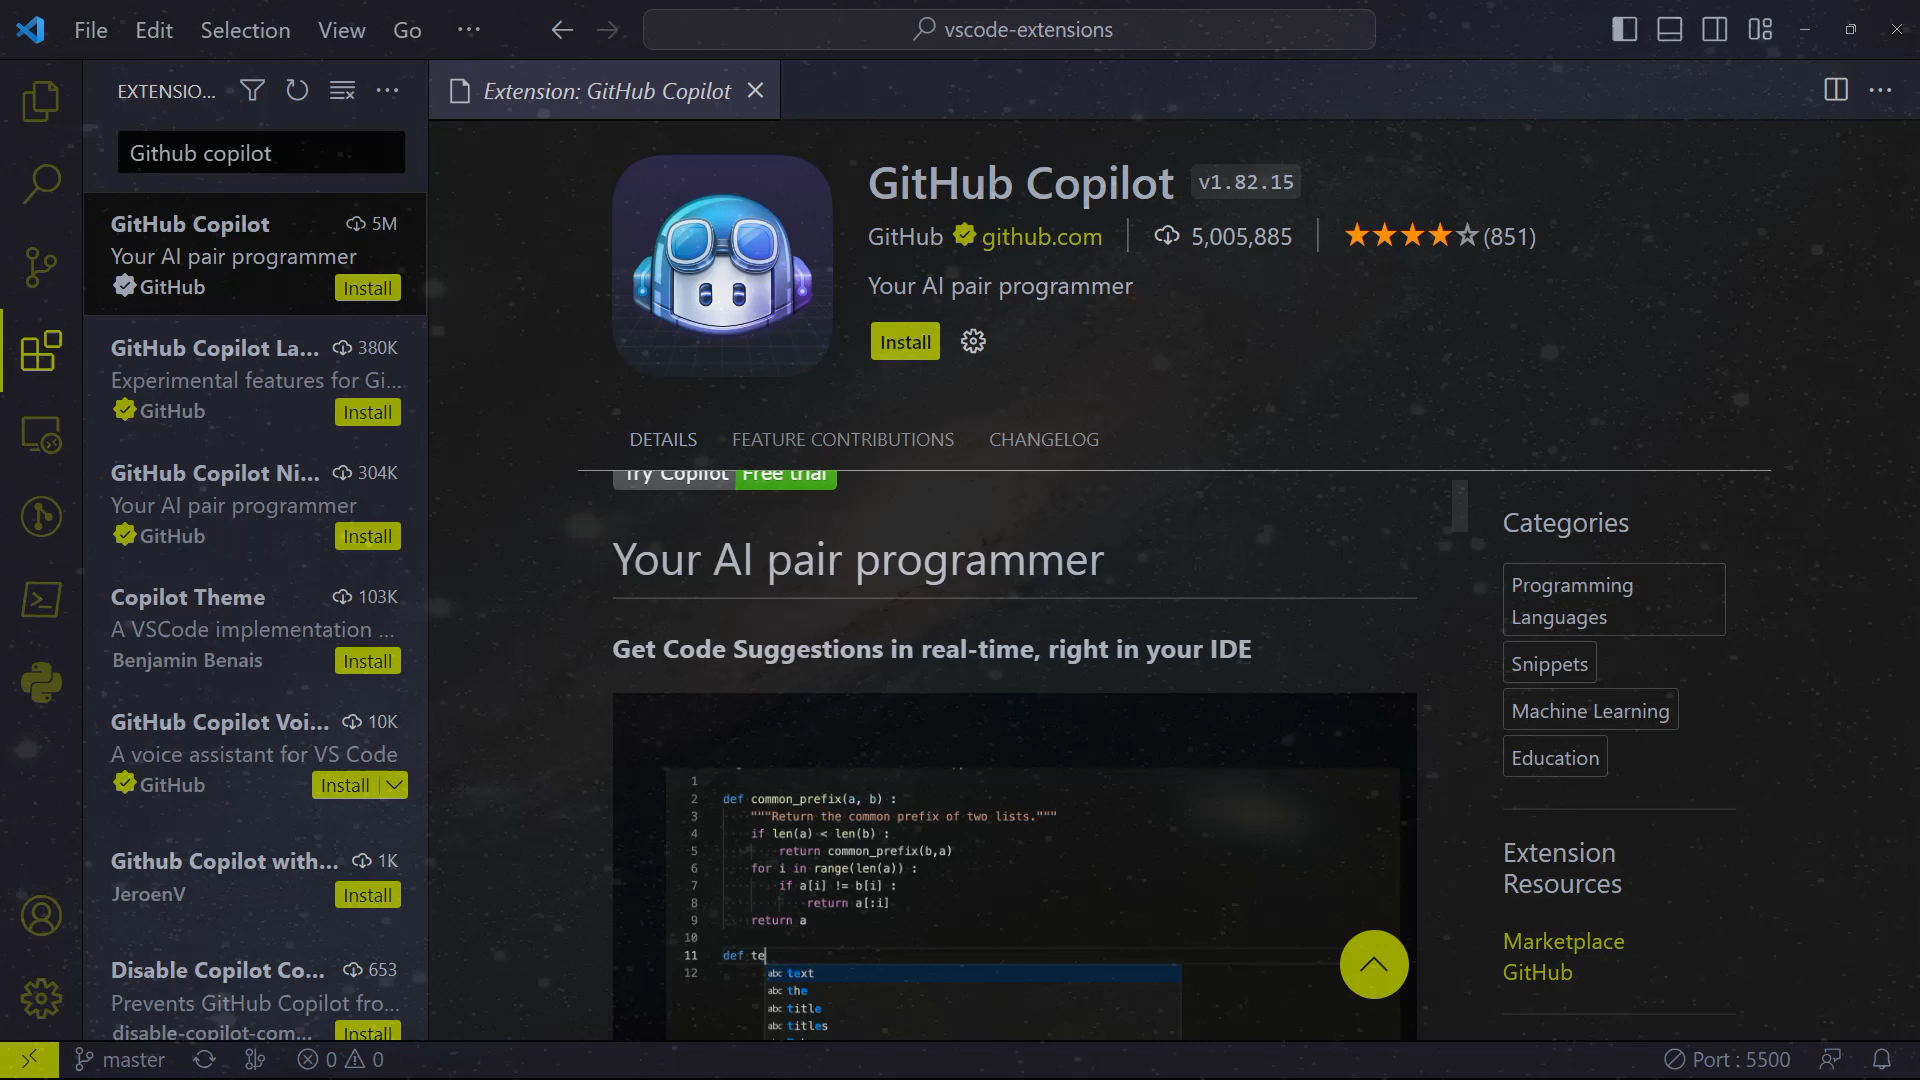 File Edit Selection View Go ···
vscode-extensions
EXTENSIO... ···
Github copilot
GitHub Copilot 5M
Your AI pair programmer
GitHub Install
GitHub Copilot La... 380K
Experimental features for Gi...
GitHub Install
GitHub Copilot Ni... 304K
Your AI pair programmer
GitHub Install
Copilot Theme 103K
A VSCode implementation ...
Benjamin Benais Install
GitHub Copilot Voi... 10K
A voice assistant for VS Code
GitHub Install
Github Copilot with... 1K
JeroenV Install
Disable Copilot Co... 653
Prevents GitHub Copilot fro...
disable-copilot-com... Install
Extension: GitHub Copilot
GitHub Copilot v1.82.15
GitHub github.com 5,005,885 (851)
Your AI pair programmer
Install
DETAILS FEATURE CONTRIBUTIONS CHANGELOG
Try Copilot Free trial
Your AI pair programmer
Get Code Suggestions in real-time, right in your IDE
1
2 def common_prefix(a, b) :
3 """Return the common prefix of two lists."""
4 if len(a) < len(b) :
5 return common_prefix(b,a)
6 for i in range(len(a)) :
7 if a[i] != b[i] :
8 return a[:i]
9 return a
10
11 def te
12
abc text
abc the
abc title
abc titles
Categories
Programming
Languages
Snippets
Machine Learning
Education
Extension
Resources
Marketplace
GitHub
master 0 0 Port : 5500